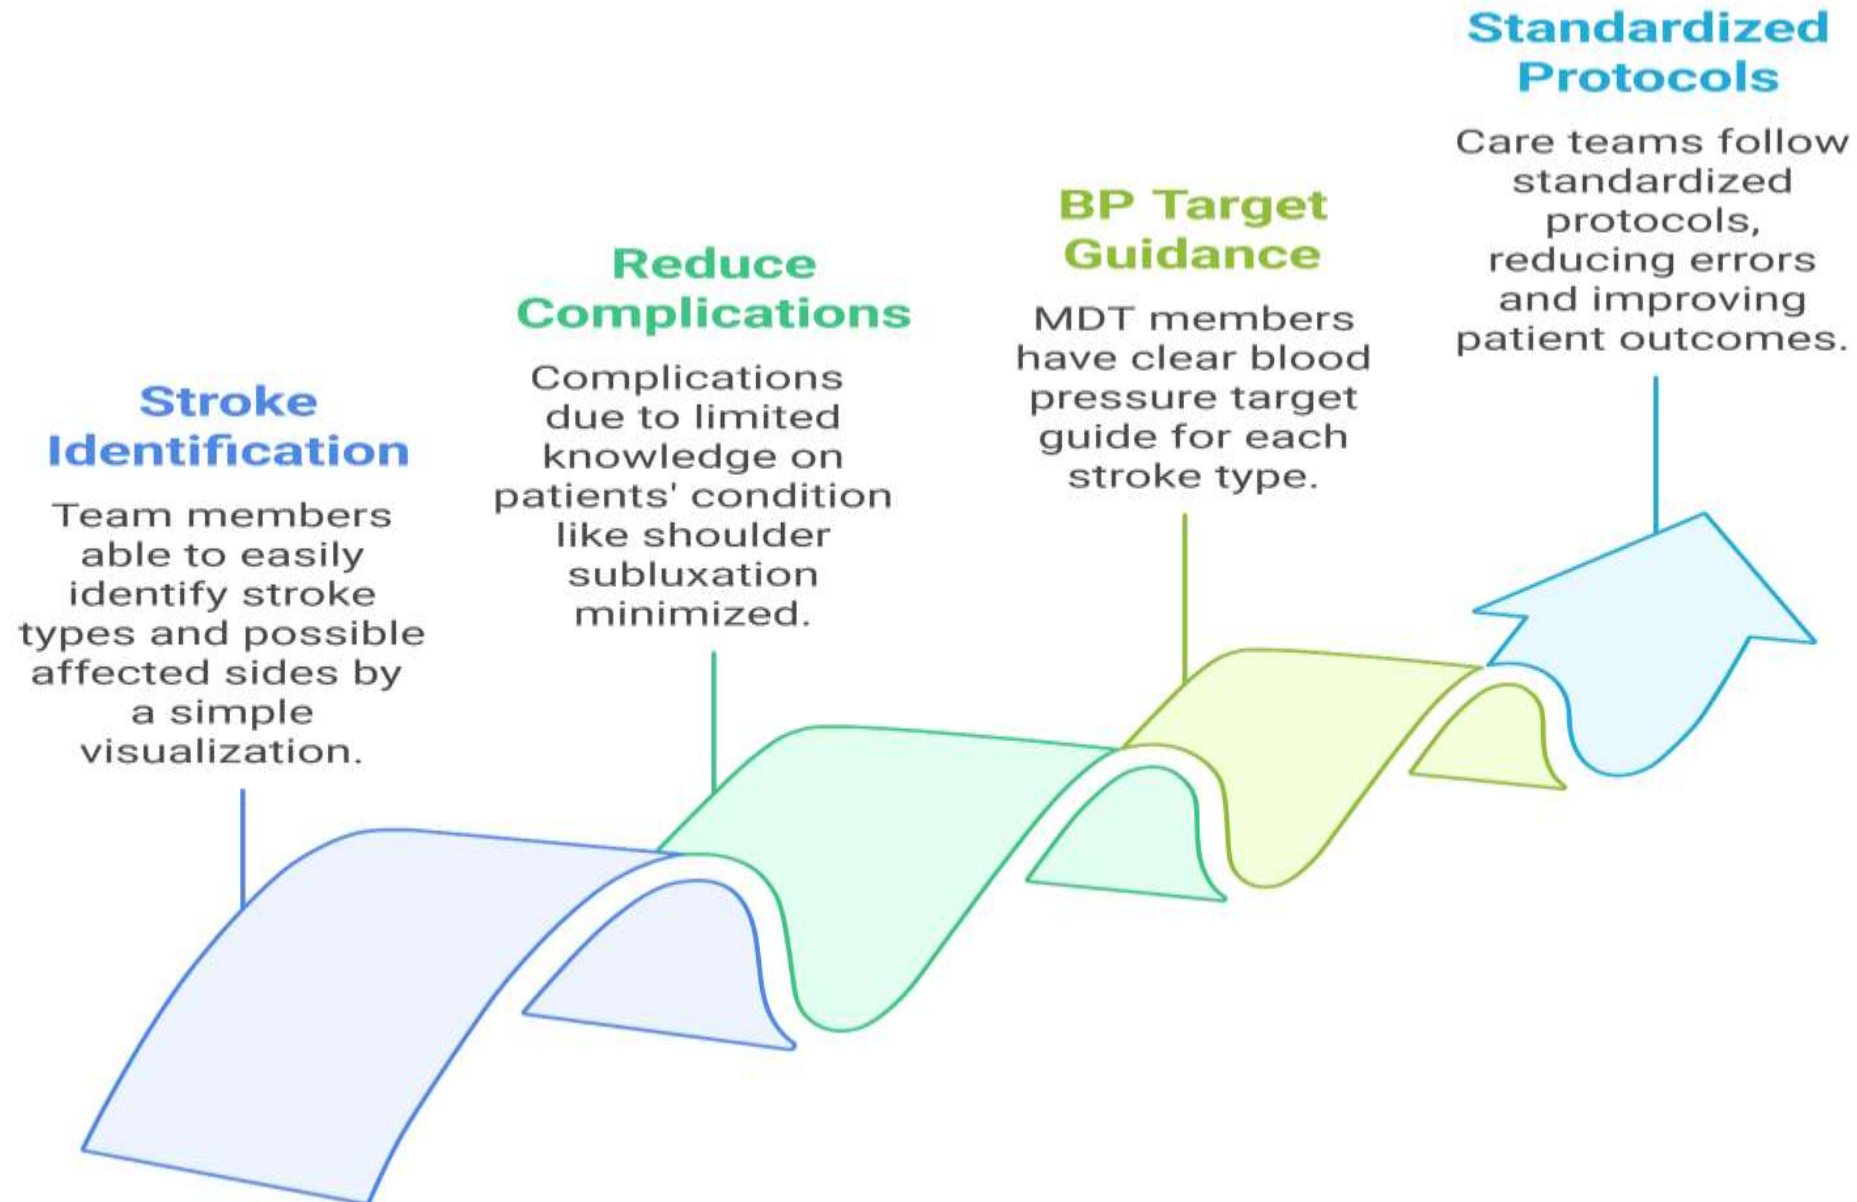 Stroke
Identification
Team members
able to easily
identify stroke
types and possible
affected sides by
a simple
visualization.
Reduce
Complications
Complications
due to limited
knowledge on
patients' condition
like shoulder
subluxation
minimized.
BP Target
Guidance
MDT members
have clear blood
pressure target
guide for each
stroke type.
Standardized
Protocols
Care teams follow
standardized
protocols,
reducing errors
and improving
patient outcomes.